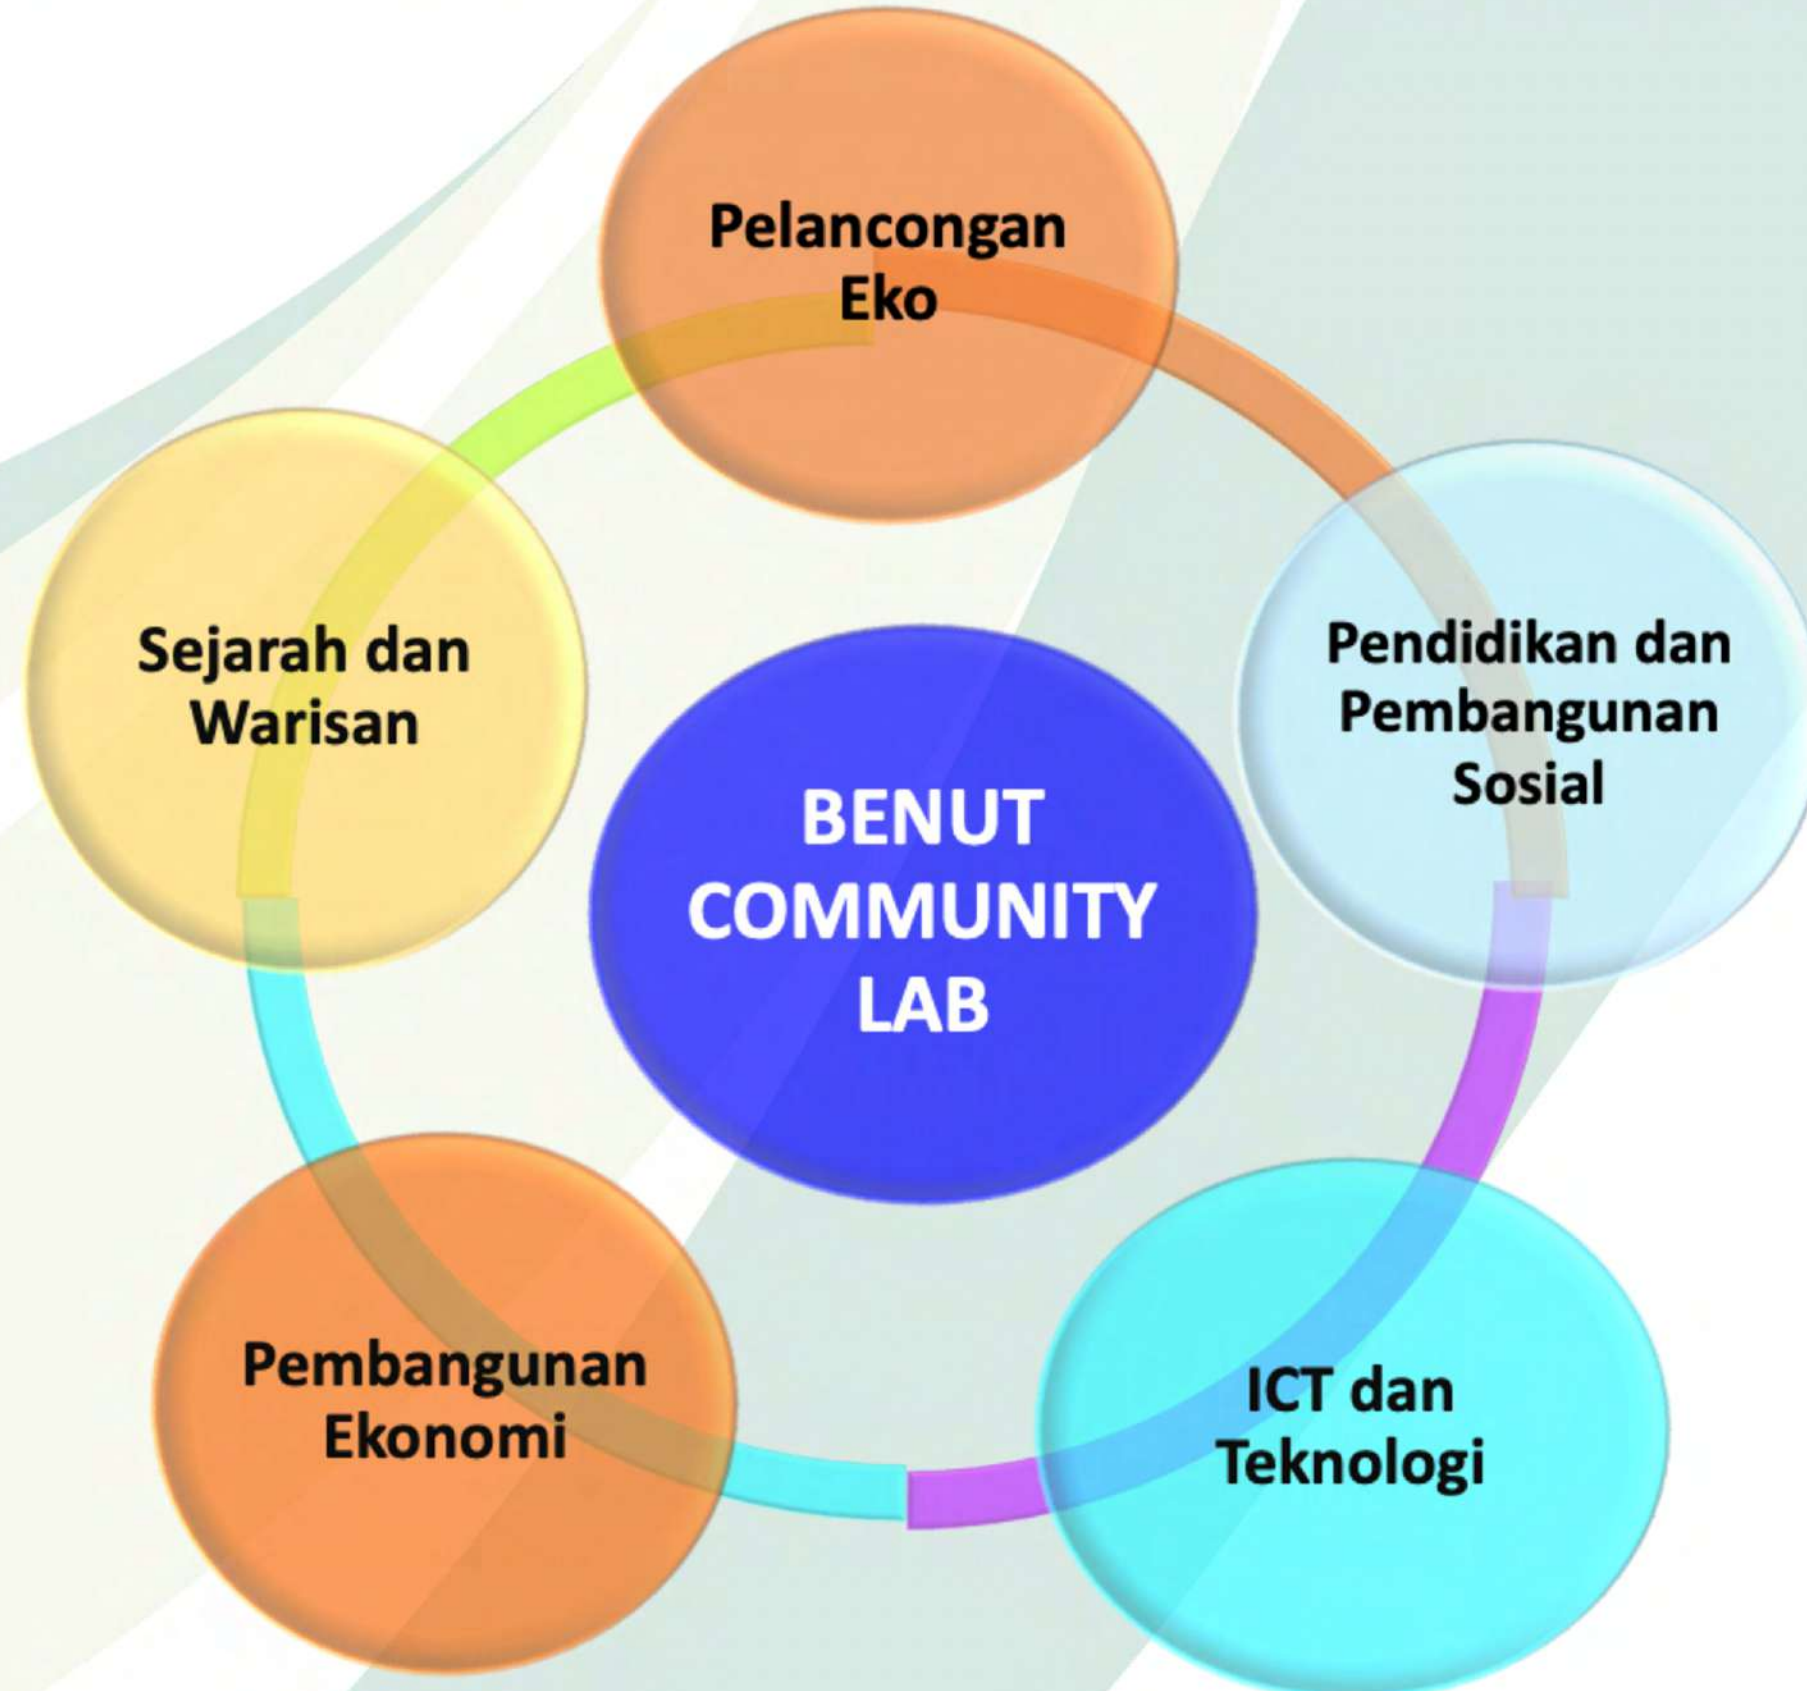 Pelancongan
Eko
Sejarah dan
Warisan
Pendidikan dan
Pembangunan
Sosial
BENUT
COMMUNITY
LAB
Pembangunan
Ekonomi
ICT dan
Teknologi